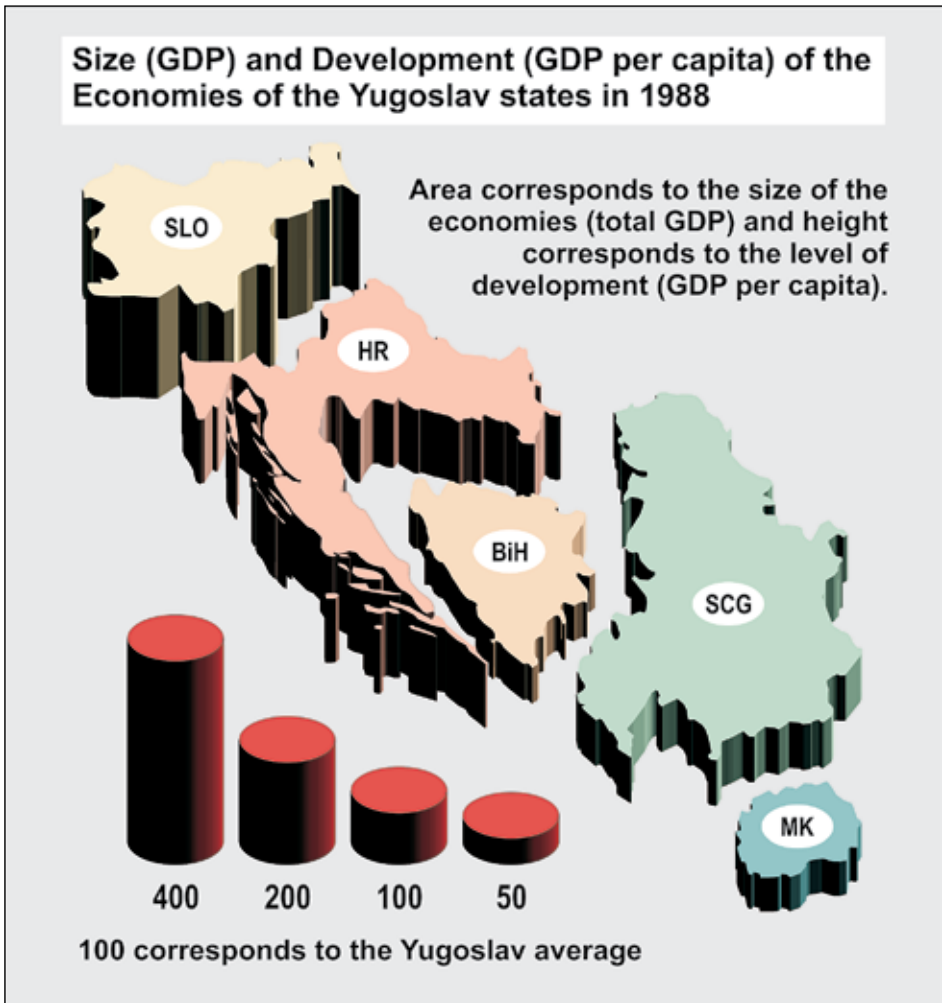 Size (GDP) and Development (GDP per capita) of the
Economies of the Yugoslav states in 1988
Area corresponds to the size of the
economies (total GDP) and height
corresponds to the level of
development (GDP per capita).
SLO
HR
BiH
SCG
MK
400 200 100 50
100 corresponds to the Yugoslav average